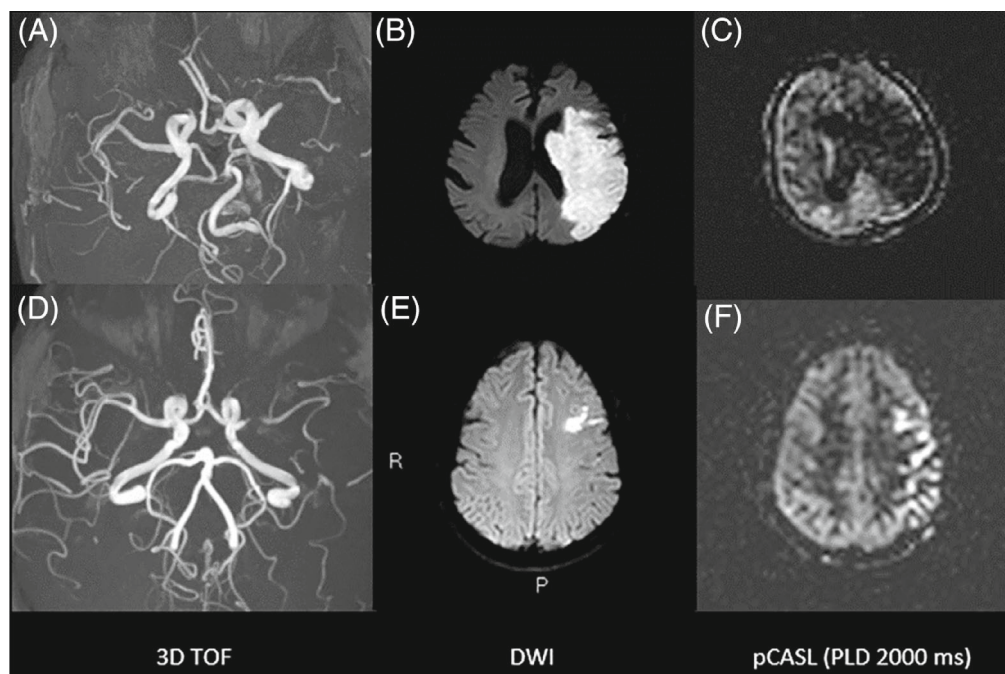 (A)
(B)
(C)
(D)
(E)
(F)
R
P
3D TOF
DWI
pCASL (PLD 2000 ms)